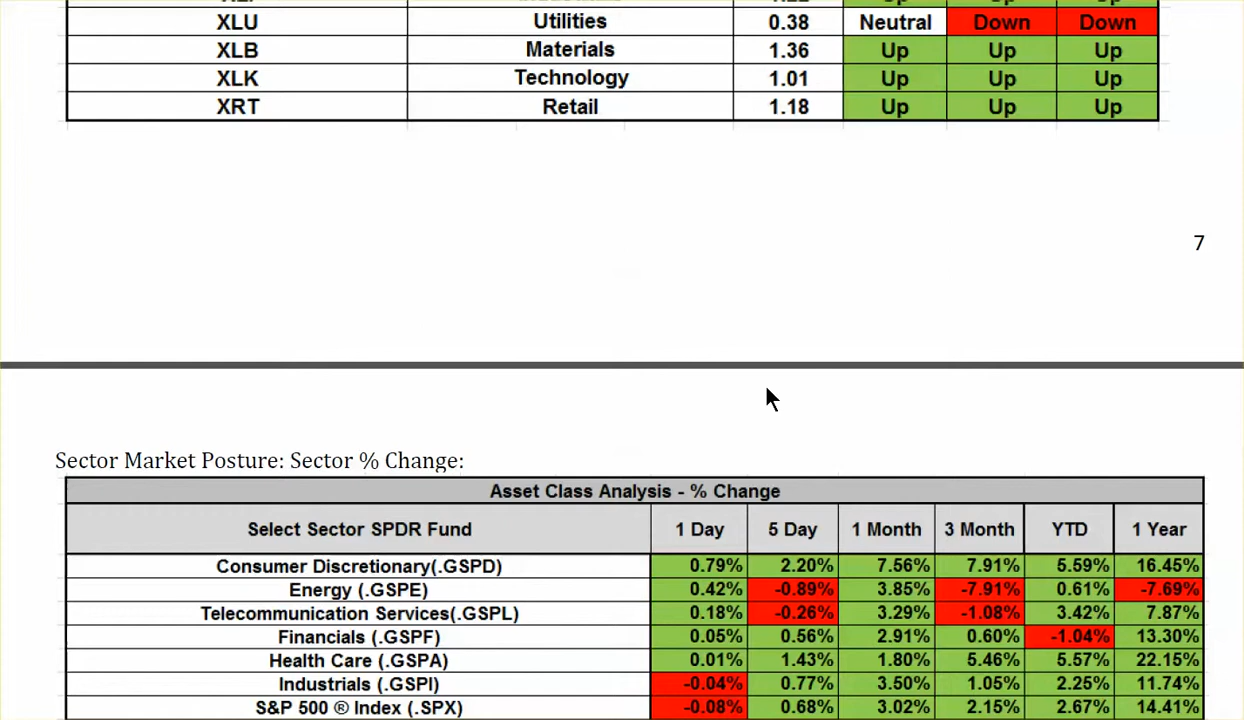 XLU Utilities 0.38 Neutral Down Down
XLB Materials 1.36 Up Up Up
XLK Technology 1.01 Up Up Up
XRT Retail 1.18 Up Up Up
7
Sector Market Posture: Sector % Change:
Asset Class Analysis - % Change
Select Sector SPDR Fund 1 Day 5 Day 1 Month 3 Month YTD 1 Year
Consumer Discretionary(.GSPD) 0.79% 2.20% 7.56% 7.91% 5.59% 16.45%
Energy (.GSPE) 0.42% -0.89% 3.85% -7.91% 0.61% -7.69%
Telecommunication Services(.GSPL) 0.18% -0.26% 3.29% -1.08% 3.42% 7.87%
Financials (.GSPF) 0.05% 0.56% 2.91% 0.60% -1.04% 13.30%
Health Care (.GSPA) 0.01% 1.43% 1.80% 5.46% 5.57% 22.15%
Industrials (.GSPI) -0.04% 0.77% 3.50% 1.05% 2.25% 11.74%
S&P 500 ® Index (.SPX) -0.08% 0.68% 3.02% 2.15% 2.67% 14.41%